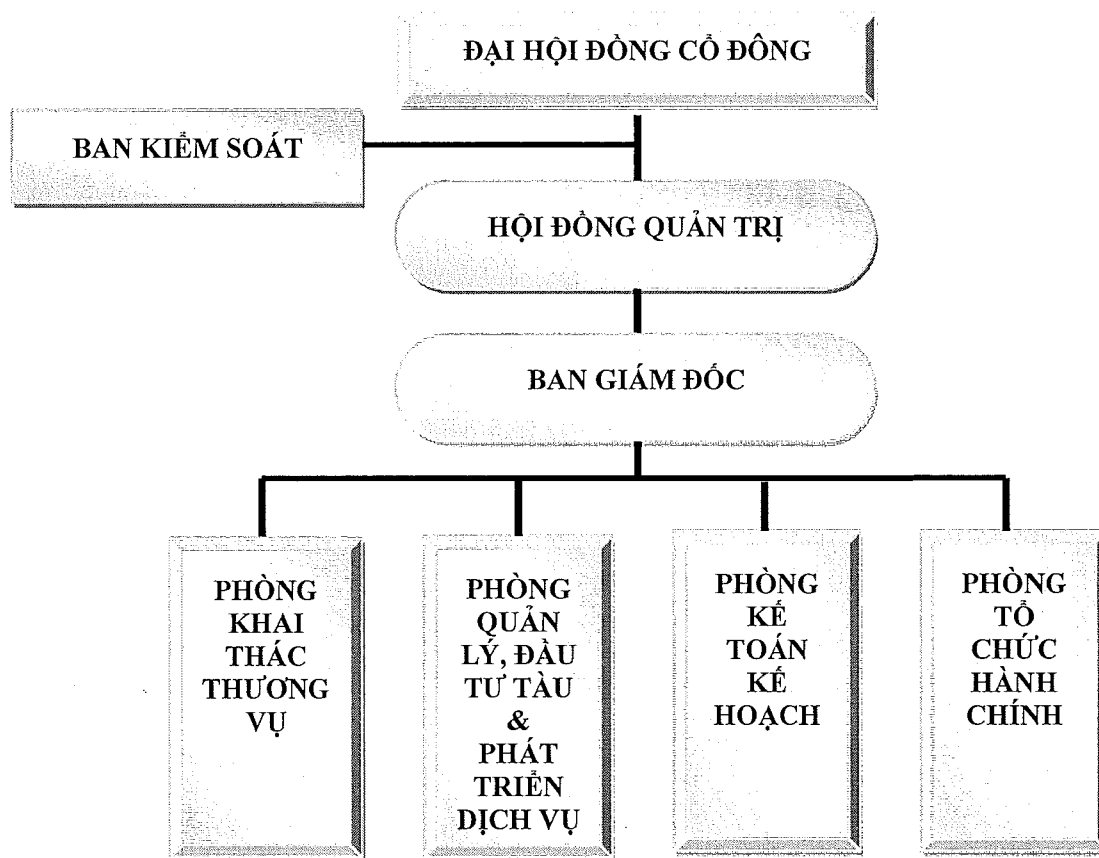 ĐẠI HỘI ĐỒNG CỔ ĐÔNG
BAN KIỂM SOÁT
HỘI ĐỒNG QUẢN TRỊ
BAN GIÁM ĐỐC
PHÒNG
KHAI
THÁC
THƯƠNG
VỤ
PHÒNG
QUẢN
LÝ, ĐẦU
TƯ TÀU
&
PHÁT
TRIỂN
DỊCH VỤ
PHÒNG
KẾ
TOÁN
KẾ
HOẠCH
PHÒNG
TỔ
CHỨC
HÀNH
CHÍNH